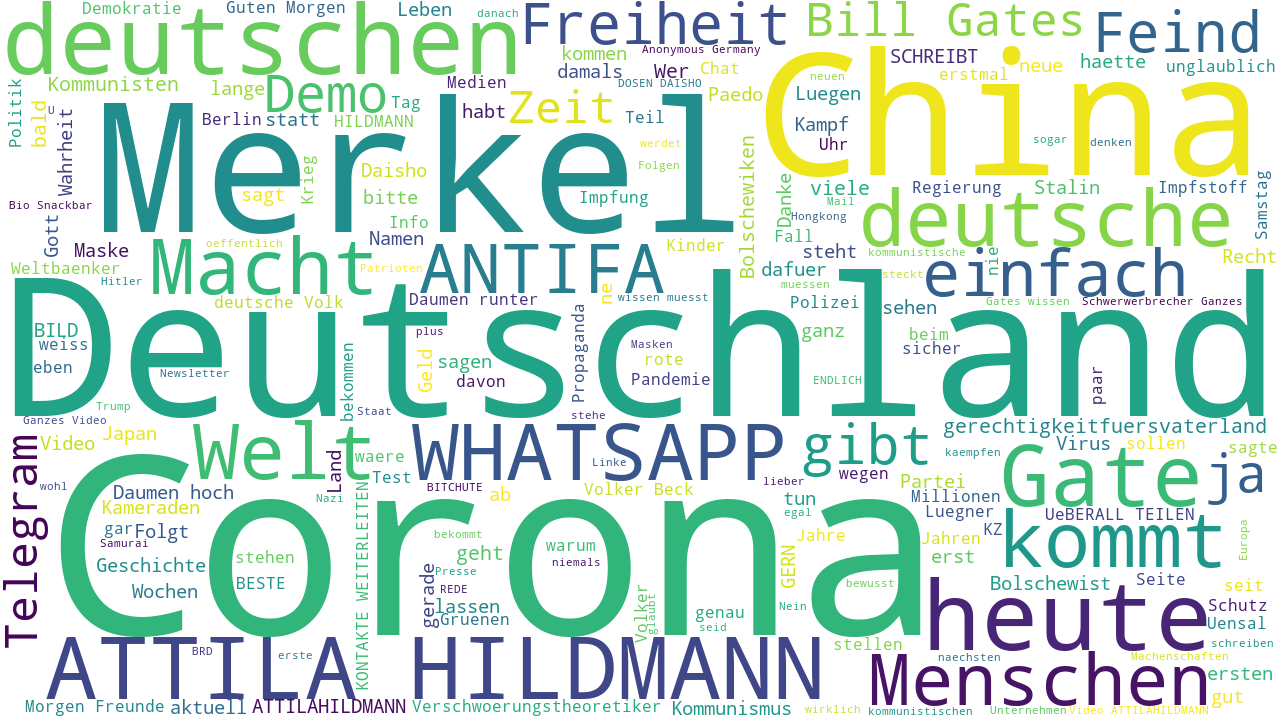 Demokratie
Guten Morgen
Leben
danach
deutschen
Freiheit
Bill Gates
Feind
Kommunisten
lange
Demo
kommen
Anonymous Germany
damals
Wer
Chat
DOSEN DAISHO
SCHREIBT
erstmal
neue
haette
unglaublich
Politik
bald
U
Wahrheit
Merkel
Berlin
statt
HILDMANN
Tag
Medien
habt
Zeit
Teil
Paedo
neuen
Luegen
China
Kampf
Uhr
sogar
denken
werdet
Folgen
Krieg
Daisho
sagt
bitte
Info
Impfung
Bolschewiken
Danke
viele
Mail
Hongkong
Regierung
Stalin
Impfstoff
Samstag
Bio Snackbar
Gott
Maske
oeffentlich
Namen
Kinder
Fall
steht
deutsche
kommunistische
nie
Recht
Weltbaenker
Hitler
Macht
Patrioten
ANTIFA
dafuer
muessen
steckt
einfach
deutsche Volk
Daumen runter
ne
wissen muesst
Polizei
sehen
Gates wissen
Schwerwerbrecher Ganzes
BILD
weiss
eben
Newsletter
Deutschland
plus
Propaganda
Masken
ganz
beim
sicher
bekommen
Geld
sagen
davon
rote
Pandemie
ENDLICH
paar
Trump
Ganzes Video
Staat
stehe
Telegram
Video
Japan
Welt
Land
waere
WHATSAPP
Linke
gibt
gerechtigkeitfuersvaterland
kaempfen
Virus
sollen
sagte
wohl
Daumen hoch
Kameraden
Nazi
Test
BITCHUTE
ab
Volker Beck
lieber
wegen
Partei
Gate
ja
gar
Folgt
Samurai
Corona
KONTAKTE WEITERLEITEN
tun
egal
Millionen
Luegner
KZ
UeBERALL TEILEN
Geschichte
stehen
Wochen
BESTE
bekommt
geht
warum
niemals
Jahre
Jahren
erst
kommt
Europa
gerade
Presse
REDE
GERN
bewusst
Bolschewist
Seite
seit
lassen
Gruenen
Volker
glaubt
genau
seid
Nein
heute
Schutz
Uensal
schreiben
ATTILA HILDMANN
BRD
erste
stellen
Menschen
naechsten
Machenschaften
ersten
gut
Morgen Freunde
aktuell
ATTILAHILDMANN
Verschwoerungstheoretiker
Kommunismus
wirklich
kommunistischen
Unternehmen
Video ATTILAHILDMANN